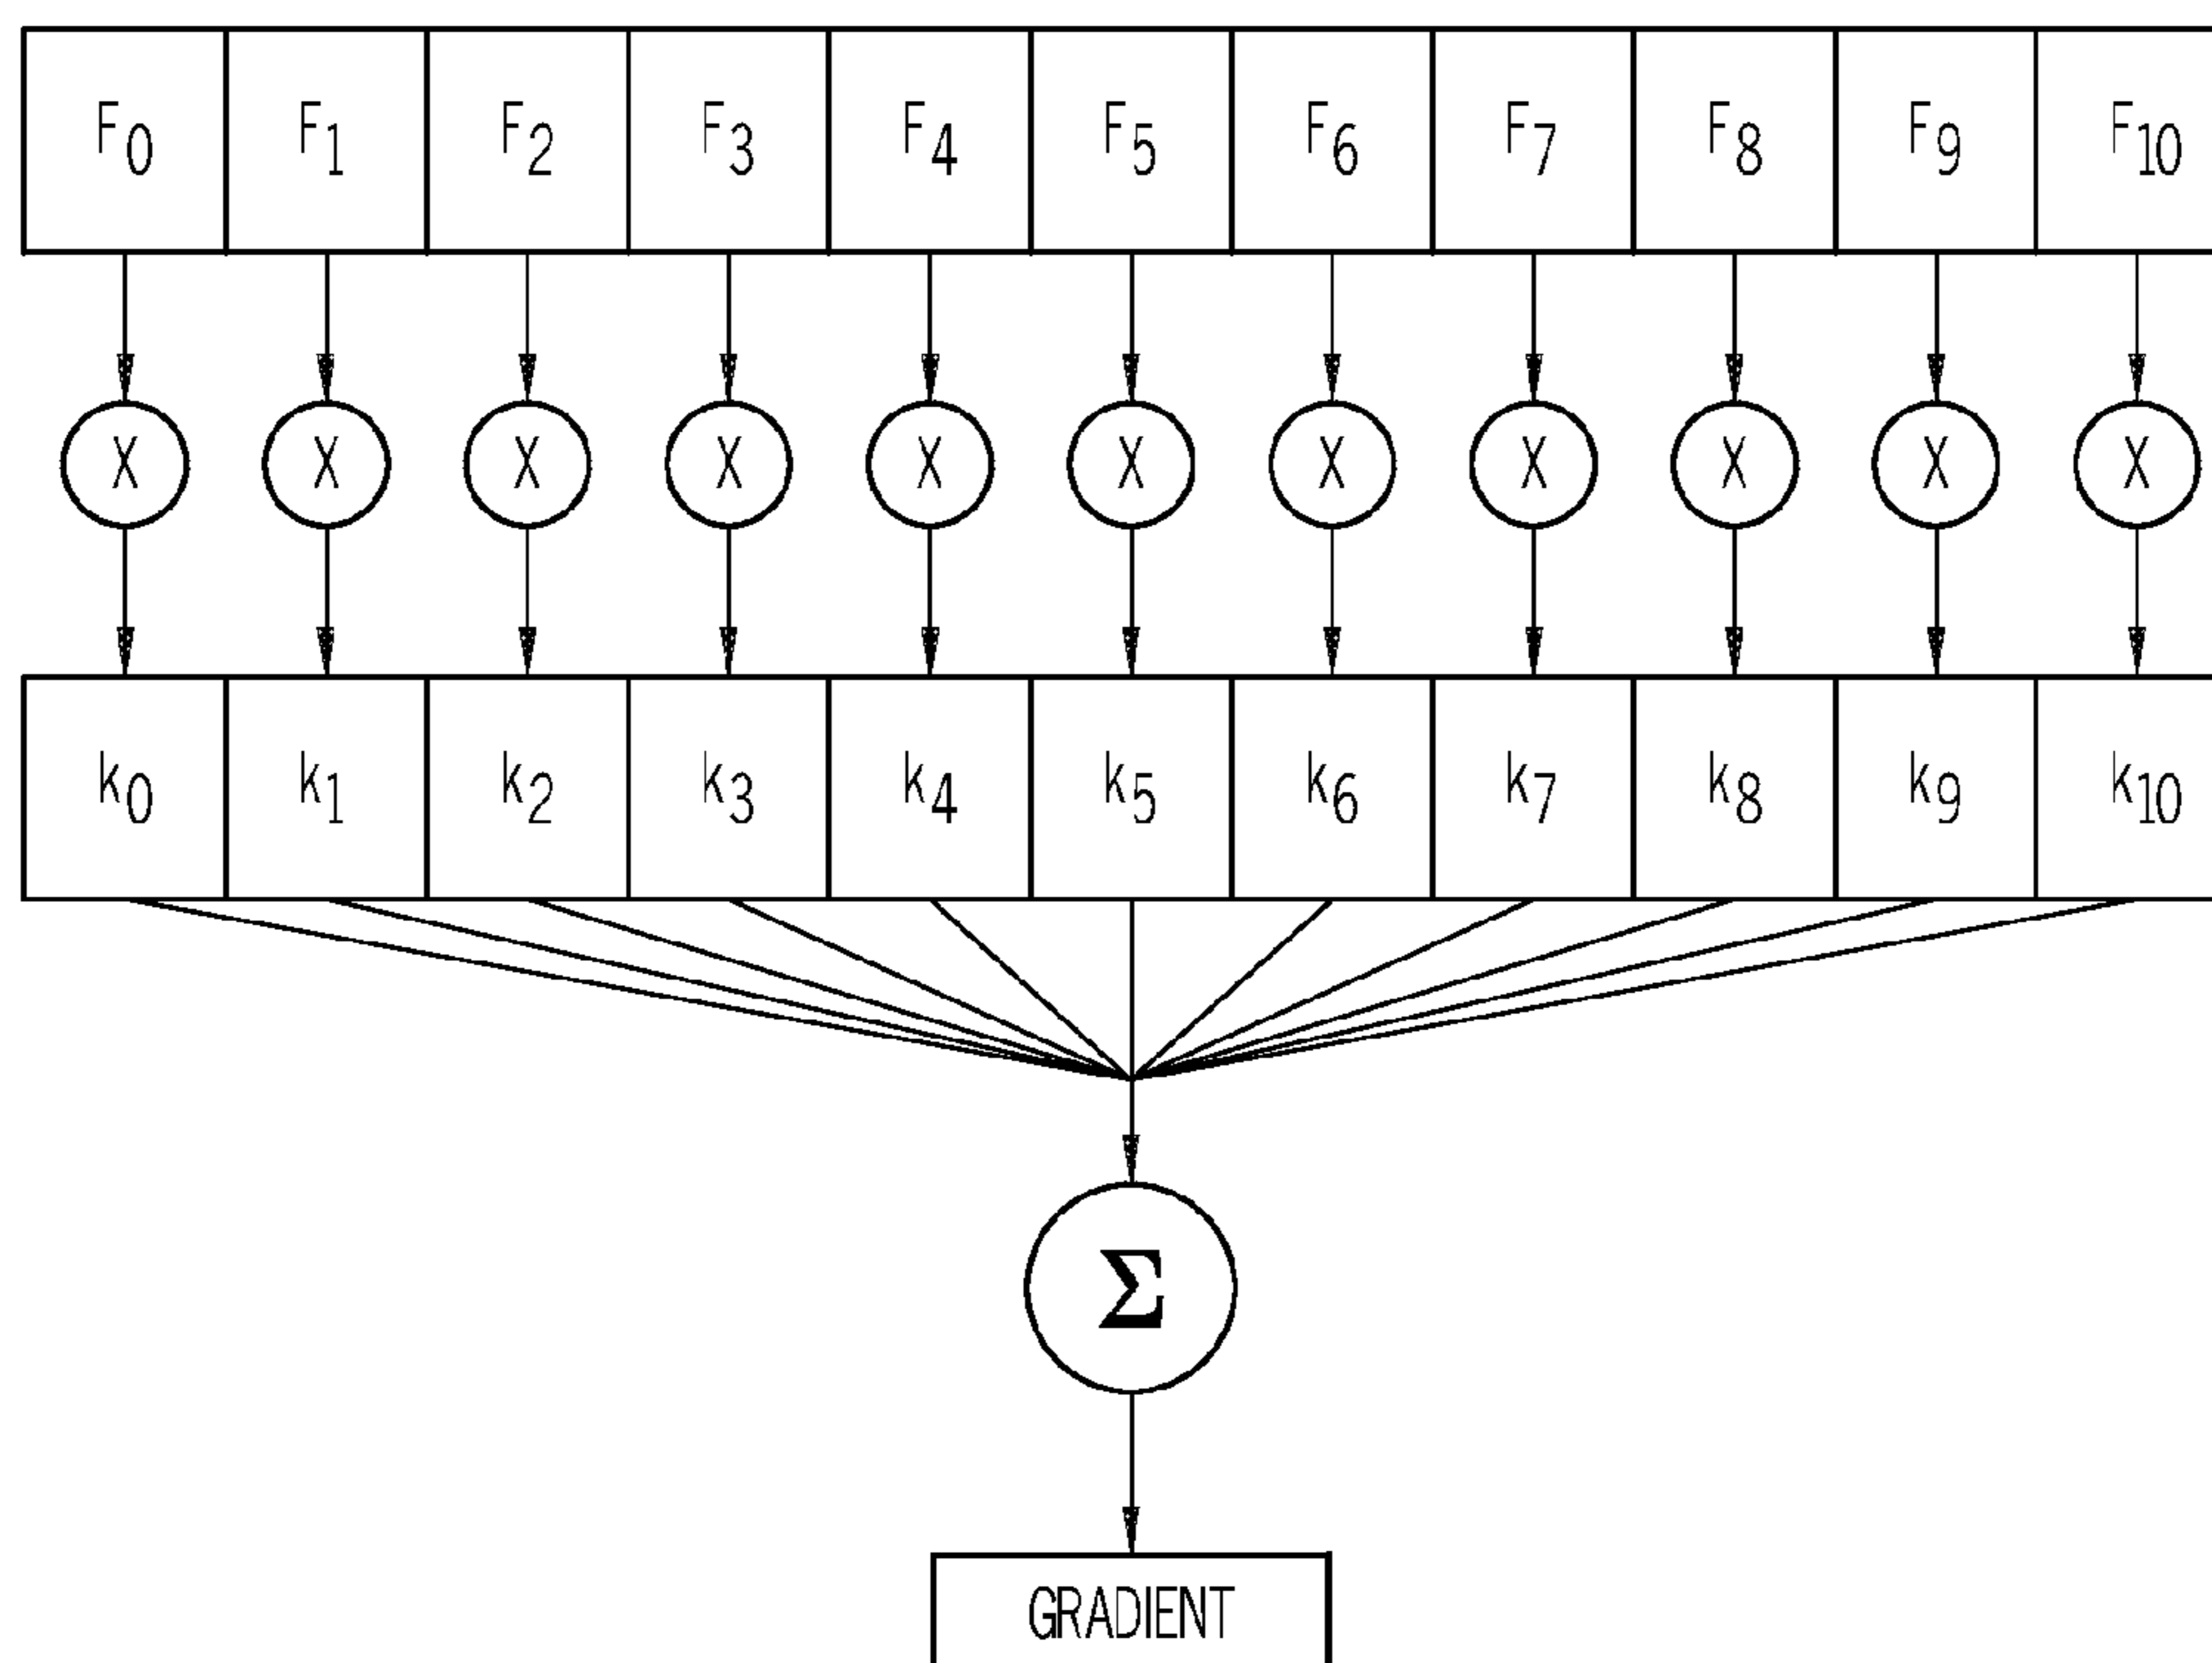 F0 F1 F2 F3 F4 F5 F6 F7 F8 F9 F10
X X X X X X X X X X X
k0 k1 k2 k3 k4 k5 k6 k7 k8 k9 k10
Σ
GRADIENT